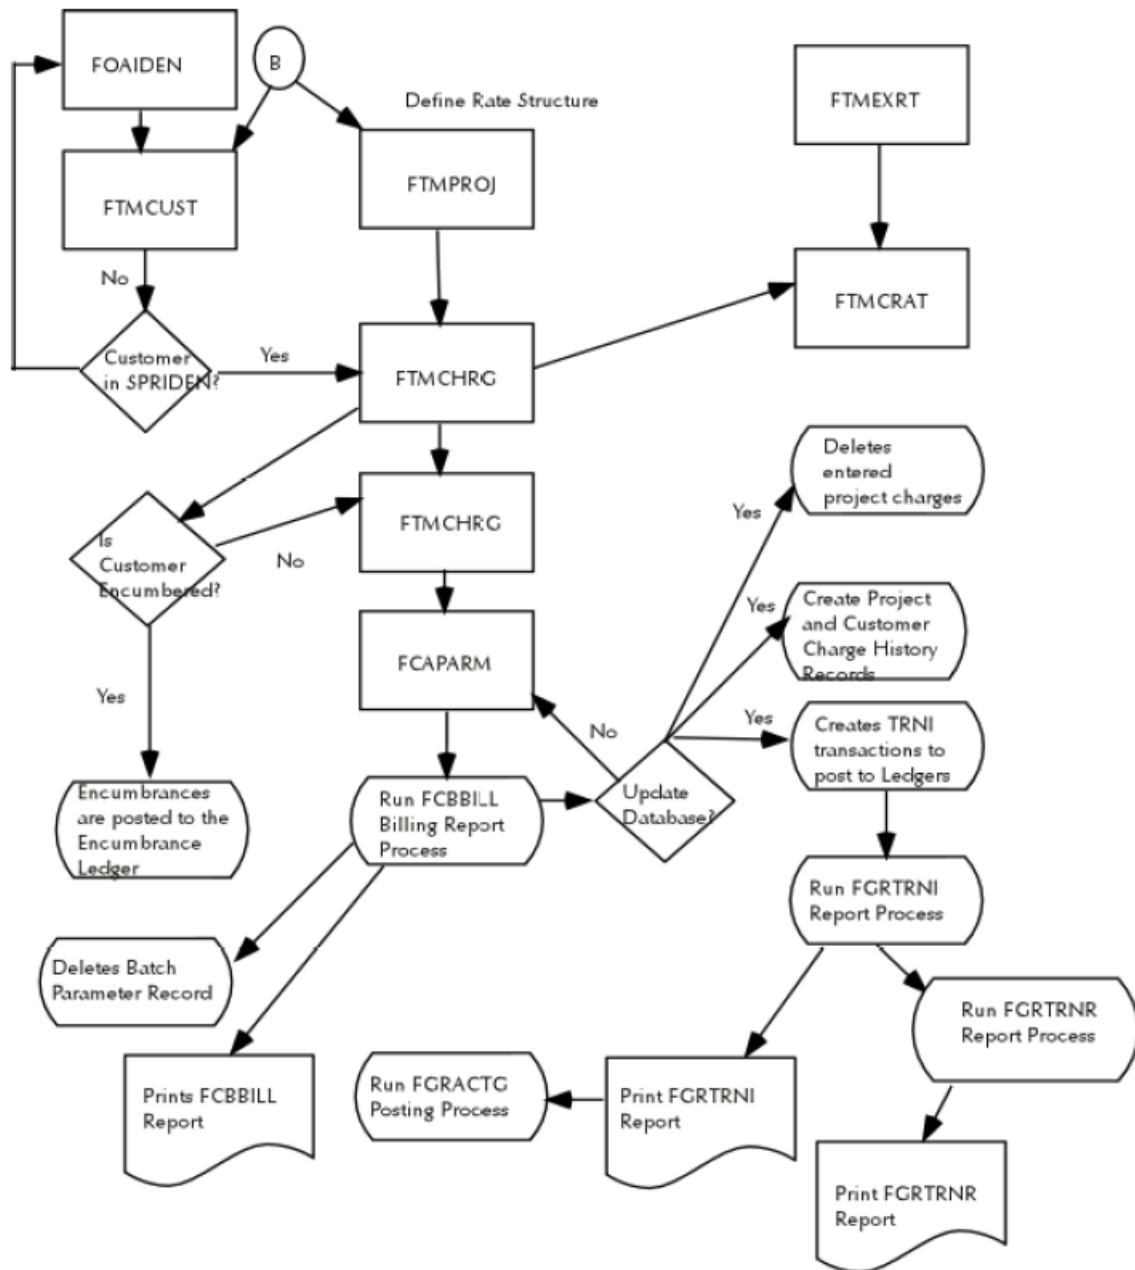 FOAIDEN
B
Define Rate Structure
FTMEXRT
FTMPROJ
FTMCUST
No
FTMCRAT
Customer
in SPRIDEN?
Yes
FTMCHRG
Deletes
entered
project charges
Yes
FTMCHRG
Is
Customer
Encumbered?
No
Create Project
and Customer
Charge History
Records
Yes
FCAPARM
Yes
No
Yes
Creates TRNI
transactions to
post to Ledgers
Encumbrances
are posted to the
Encumbrance
Ledger
Run FCBBILL
Billing Report
Process
Update
Database?
Run FGRTRNI
Report Process
Deletes Batch
Parameter Record
Run FGRTRNR
Report Process
Prints FCBBILL
Report
Run FGRACTG
Posting Process
Print FGRTRNI
Report
Print FGRTRNR
Report